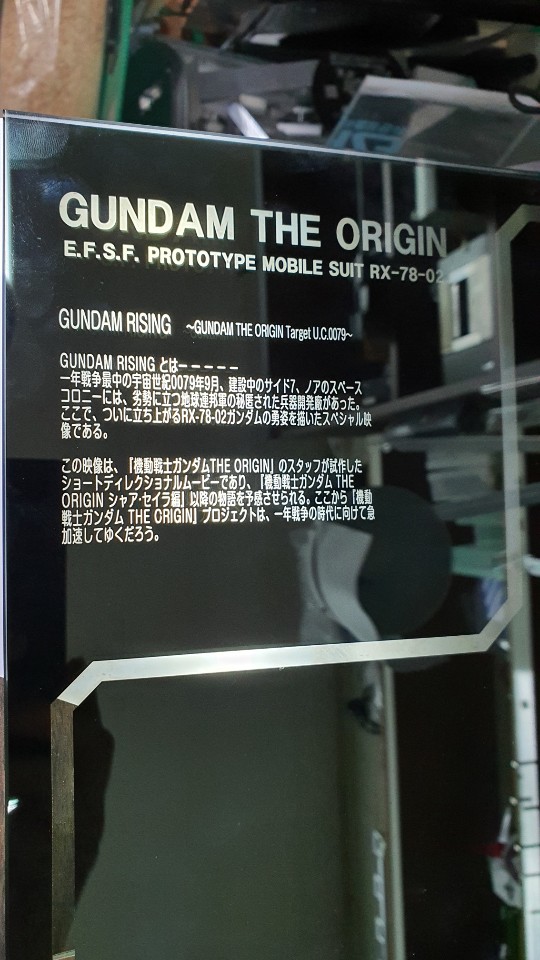 GUNDAM THE ORIGIN
E.F.S.F. PROTOTYPE MOBILE SUIT RX-78-02
GUNDAM RISING ～GUNDAM THE ORIGIN Target U.C.0079～
GUNDAM RISING とは－－－－－
一年戦争最中の宇宙世紀0079年9月、建設中のサイド7、ノアのスペース
コロニーには、劣勢に立つ地球連邦軍の秘匿された兵器開発廠があった。
ここで、ついに立ち上がるRX-78-02ガンダムの勇姿を描いたスペシャル映
像である。
この映像は、『機動戦士ガンダムTHE ORIGIN』のスタッフが試作した
ショートディレクショナルムービーであり、『機動戦士ガンダム THE
ORIGIN シャア・セイラ編』以降の物語を予感させられる。ここから『機動
戦士ガンダム THE ORIGIN』プロジェクトは、一年戦争の時代に向けて急
加速してゆくだろう。